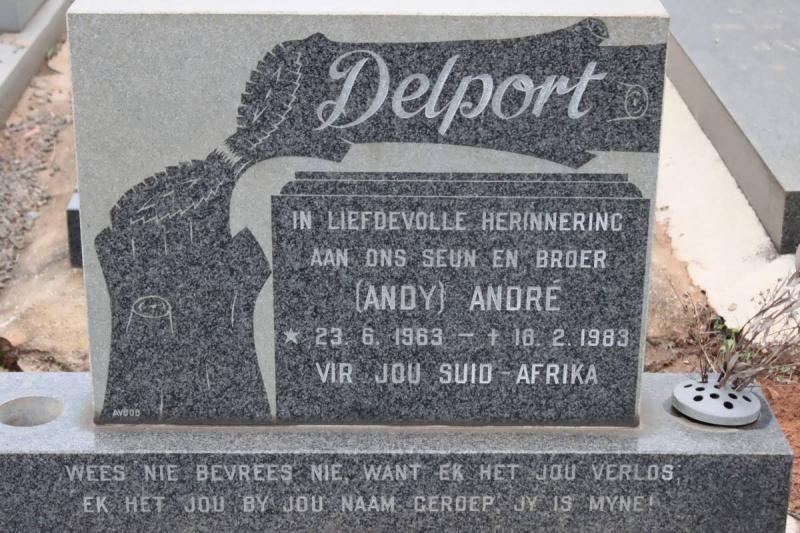 Delport
IN LIEFDEVOLLE HERINNERING
AAN ONS SEUN EN BROER
(ANDY) ANDRÉ
★ 23. 6. 1963 – ✝ 16. 2. 1983
VIR JOU SUID-AFRIKA
WEES NIE BEVREES NIE, WANT EK HET JOU VERLOS,
EK HET JOU BY JOU NAAM GEROEP, JY IS MYNE!